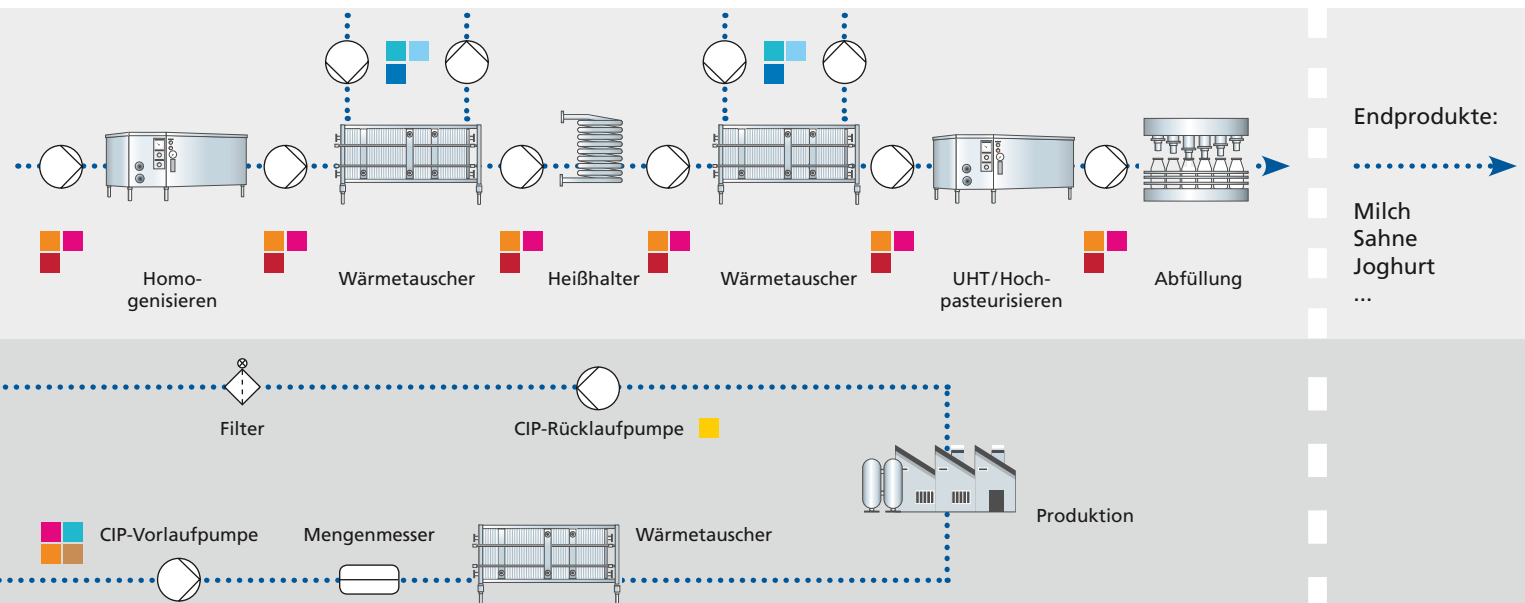 Homo-
genisieren
Wärmetauscher
Heißhalter
Wärmetauscher
UHT/Hoch-
pasteurisieren
Abfüllung
Endprodukte:
Milch
Sahne
Joghurt
...
Filter
CIP-Rücklaufpumpe
CIP-Vorlaufpumpe
Mengenmesser
Wärmetauscher
Produktion